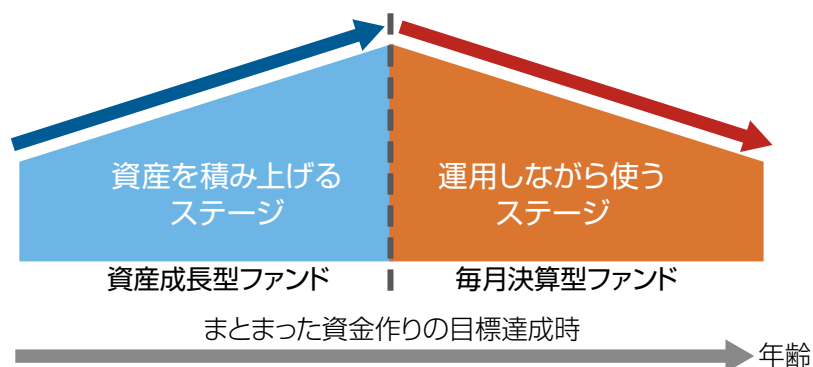 資産を積み上げる
ステージ
運用しながら使う
ステージ
資産成長型ファンド
毎月決算型ファンド
まとまった資金作りの目標達成時
年齢